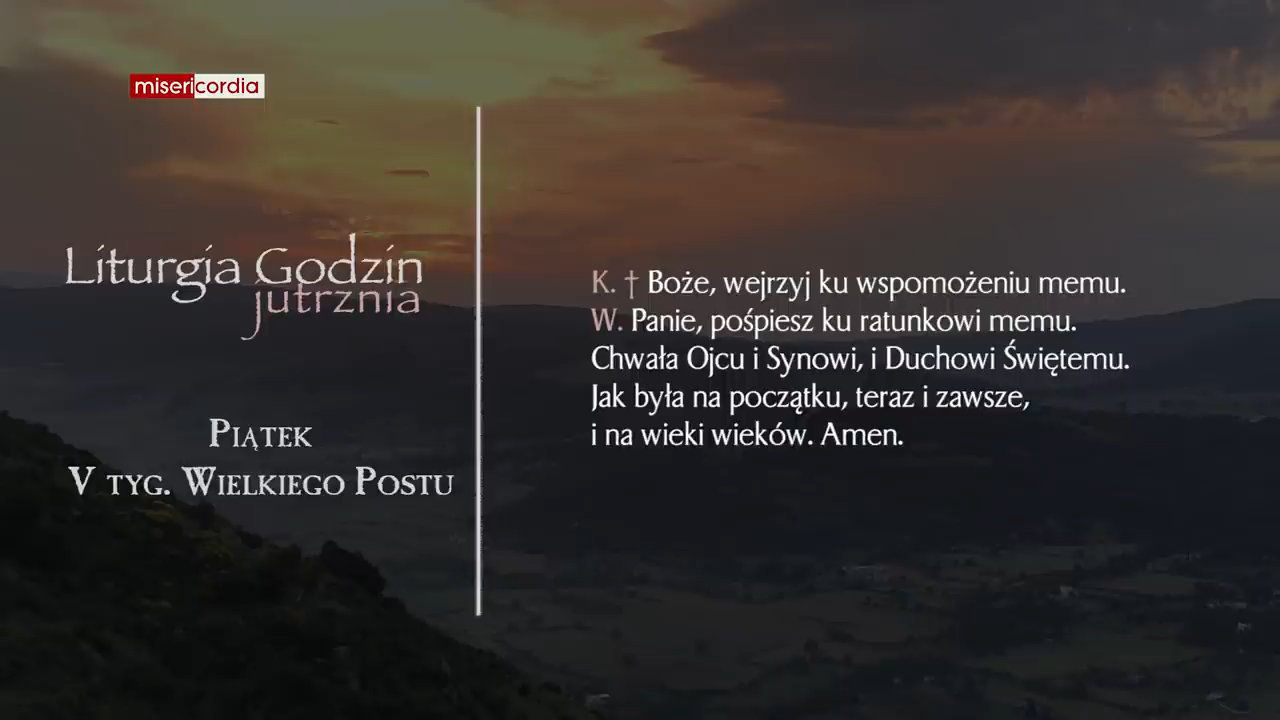 misericordia
Liturgia Godzin
jutrznia
Piątek
V tyg. Wielkiego Postu
K. † Boże, wejrzyj ku wspomożeniu memu.
W. Panie, pośpiesz ku ratunkowi memu.
Chwała Ojcu i Synowi, i Duchowi Świętemu.
Jak była na początku, teraz i zawsze,
i na wieki wieków. Amen.